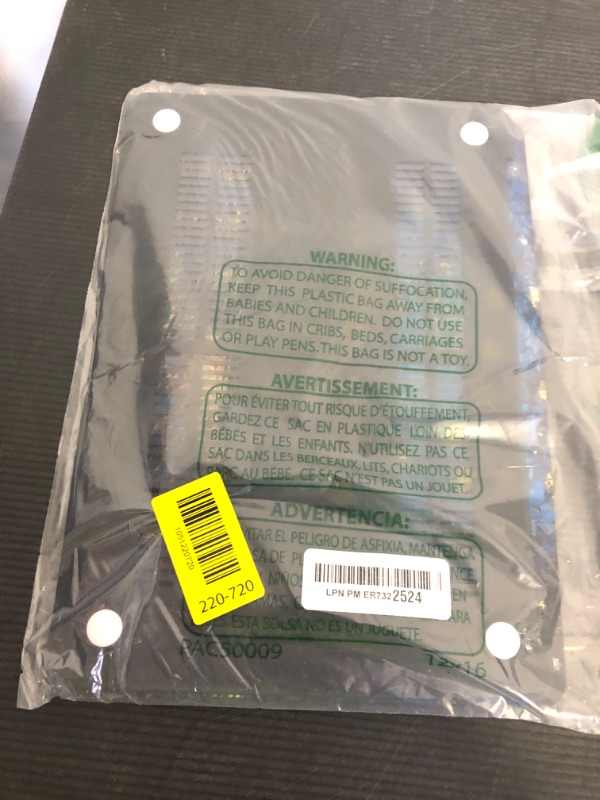 WARNING:
TO AVOID DANGER OF SUFFOCATION,
KEEP THIS PLASTIC BAG AWAY FROM
BABIES AND CHILDREN. DO NOT USE
THIS BAG IN CRIBS, BEDS, CARRIAGES
OR PLAY PENS. THIS BAG IS NOT A TOY.
AVERTISSEMENT:
POUR ÉVITER TOUT RISQUE D'ÉTOUFFEMENT,
GARDEZ CE SAC EN PLASTIQUE LOIN DES
BÉBÉS ET LES ENFANTS. N'UTILISEZ PAS CE
SAC DANS LES BERCEAUX, LITS, CHARIOTS OU
PARC AU BÉBÉ. CE SAC N'EST PAS UN JOUET.
ADVERTENCIA:
EL PELIGRO DE ASFIXIA, MANTENGA
DE
EN
ESTA BOLSA NO ES UN JUGUETE.
PAC50009
12x16
1051220720
220-720
LPN PM ER7322524